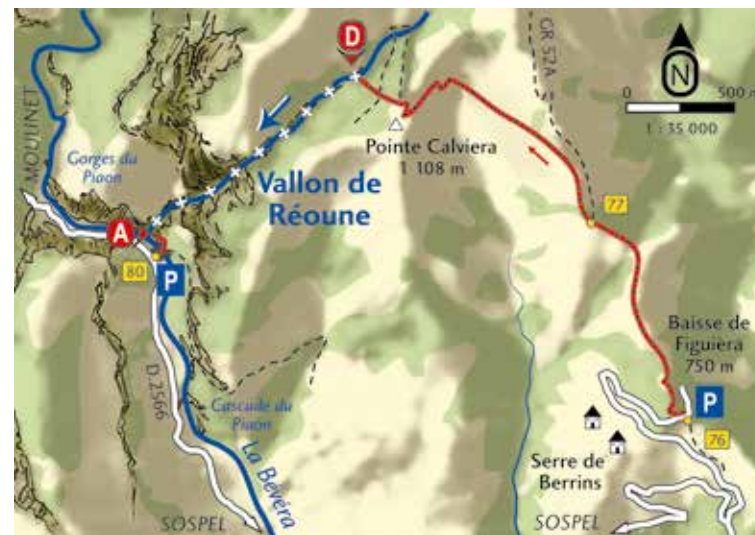 D
GR 52A
N
0 500 m
1 : 35 000
MOULINET
Gorges du
Piaon
Pointe Calviera
1 108 m
Vallon de
Réoune
77
A
80
P
Baisse de
Figuièra
750 m
P
76
D.2566
Cascade du
Piaon
La Bévéra
Serre de
Berrins
SOSPEL
SOSPEL